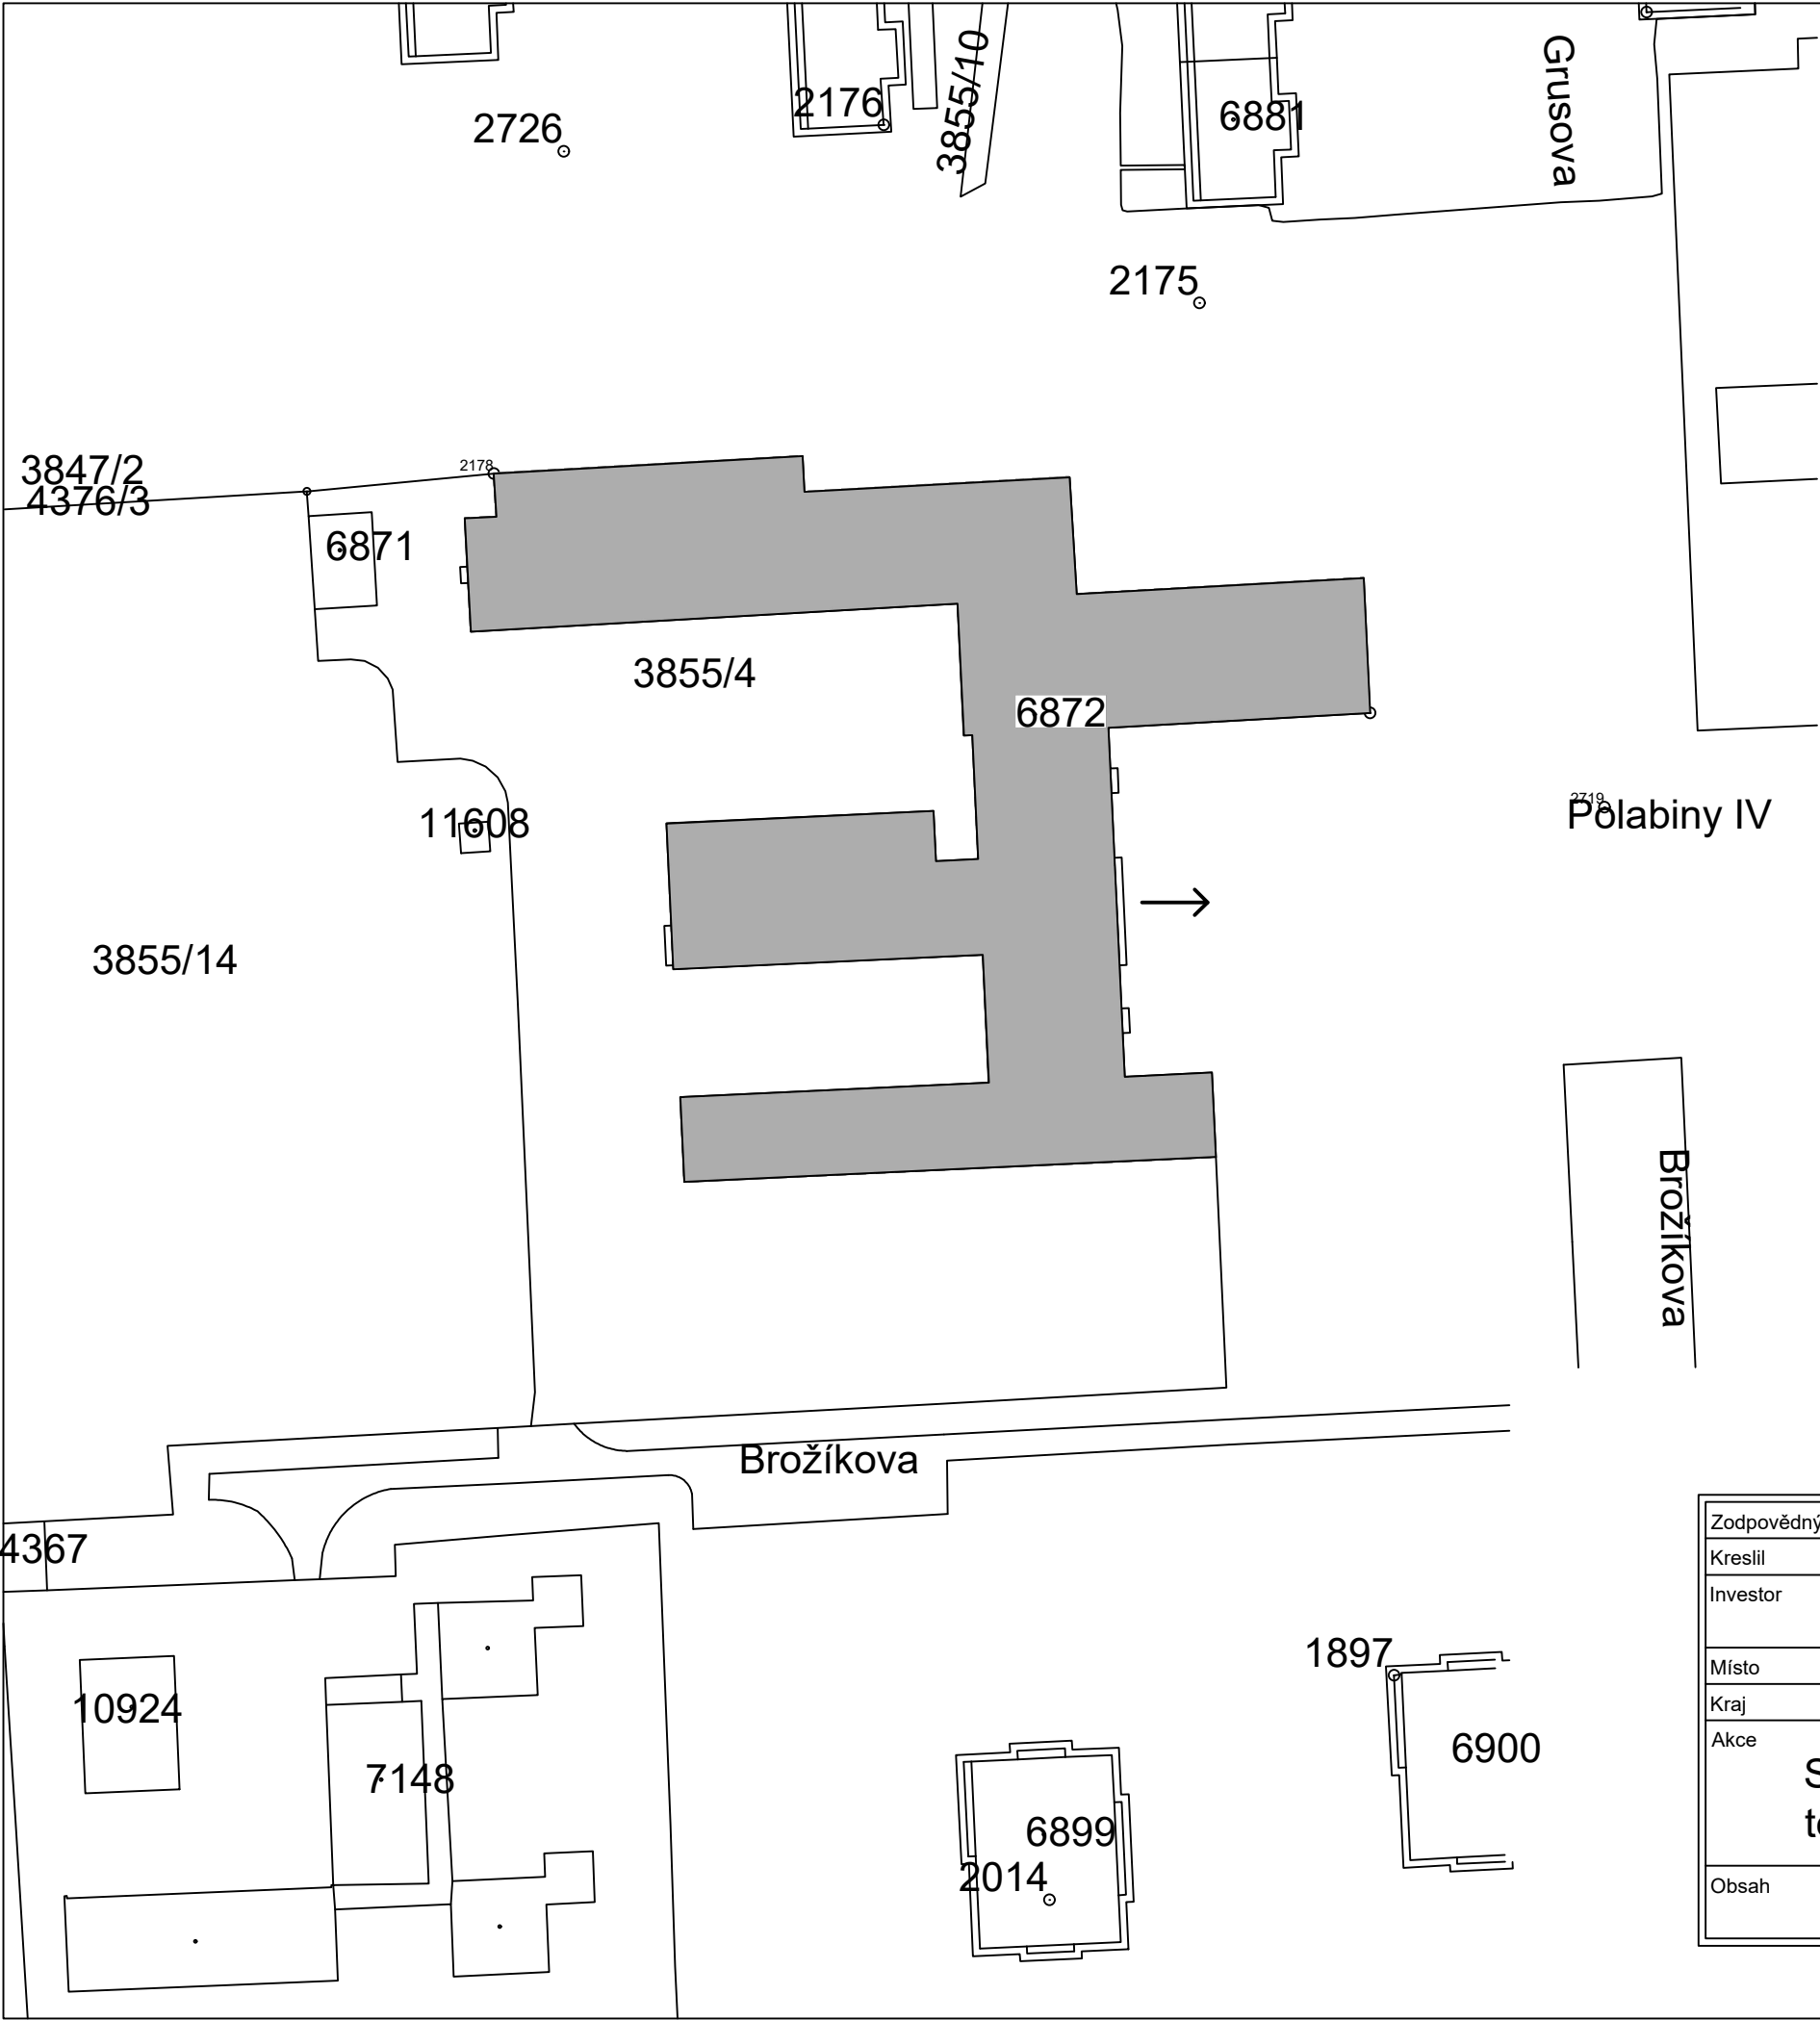 2726
2176
3855/10
6881
Grusova
2175
3847/2
4376/3
2178
6871
3855/4
6872
2719
Polabiny IV
11608
3855/14
Brožíkova
Brožíkova
4367
Zodpovědný
Kreslil
Investor
Místo
Kraj
Akce
Obsah
1897
10924
6900
7148
6899
2014